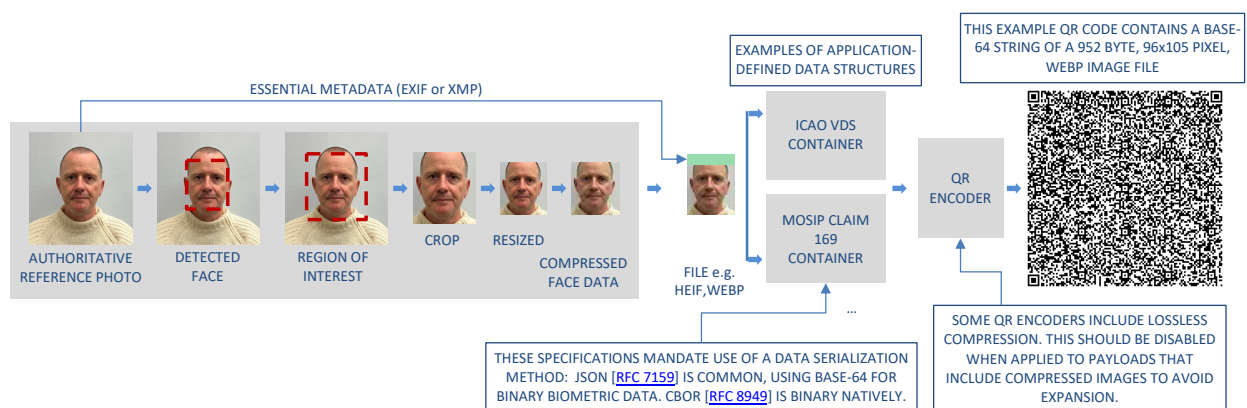 THIS EXAMPLE QR CODE CONTAINS A BASE-
64 STRING OF A 952 BYTE, 96x105 PIXEL,
WEBP IMAGE FILE
EXAMPLES OF APPLICATION-
DEFINED DATA STRUCTURES
ESSENTIAL METADATA (EXIF or XMP)
ICAO VDS
CONTAINER
QR
ENCODER
MOSIP CLAIM
169
CONTAINER
AUTHORITATIVE
REFERENCE PHOTO
DETECTED
FACE
REGION OF
INTEREST
CROP
RESIZED
COMPRESSED
FACE DATA
FILE e.g.
HEIF,WEBP
...
THESE SPECIFICATIONS MANDATE USE OF A DATA SERIALIZATION
METHOD: JSON [RFC 7159] IS COMMON, USING BASE-64 FOR
BINARY BIOMETRIC DATA. CBOR [RFC 8949] IS BINARY NATIVELY.
SOME QR ENCODERS INCLUDE LOSSLESS
COMPRESSION. THIS SHOULD BE DISABLED
WHEN APPLIED TO PAYLOADS THAT
INCLUDE COMPRESSED IMAGES TO AVOID
EXPANSION.